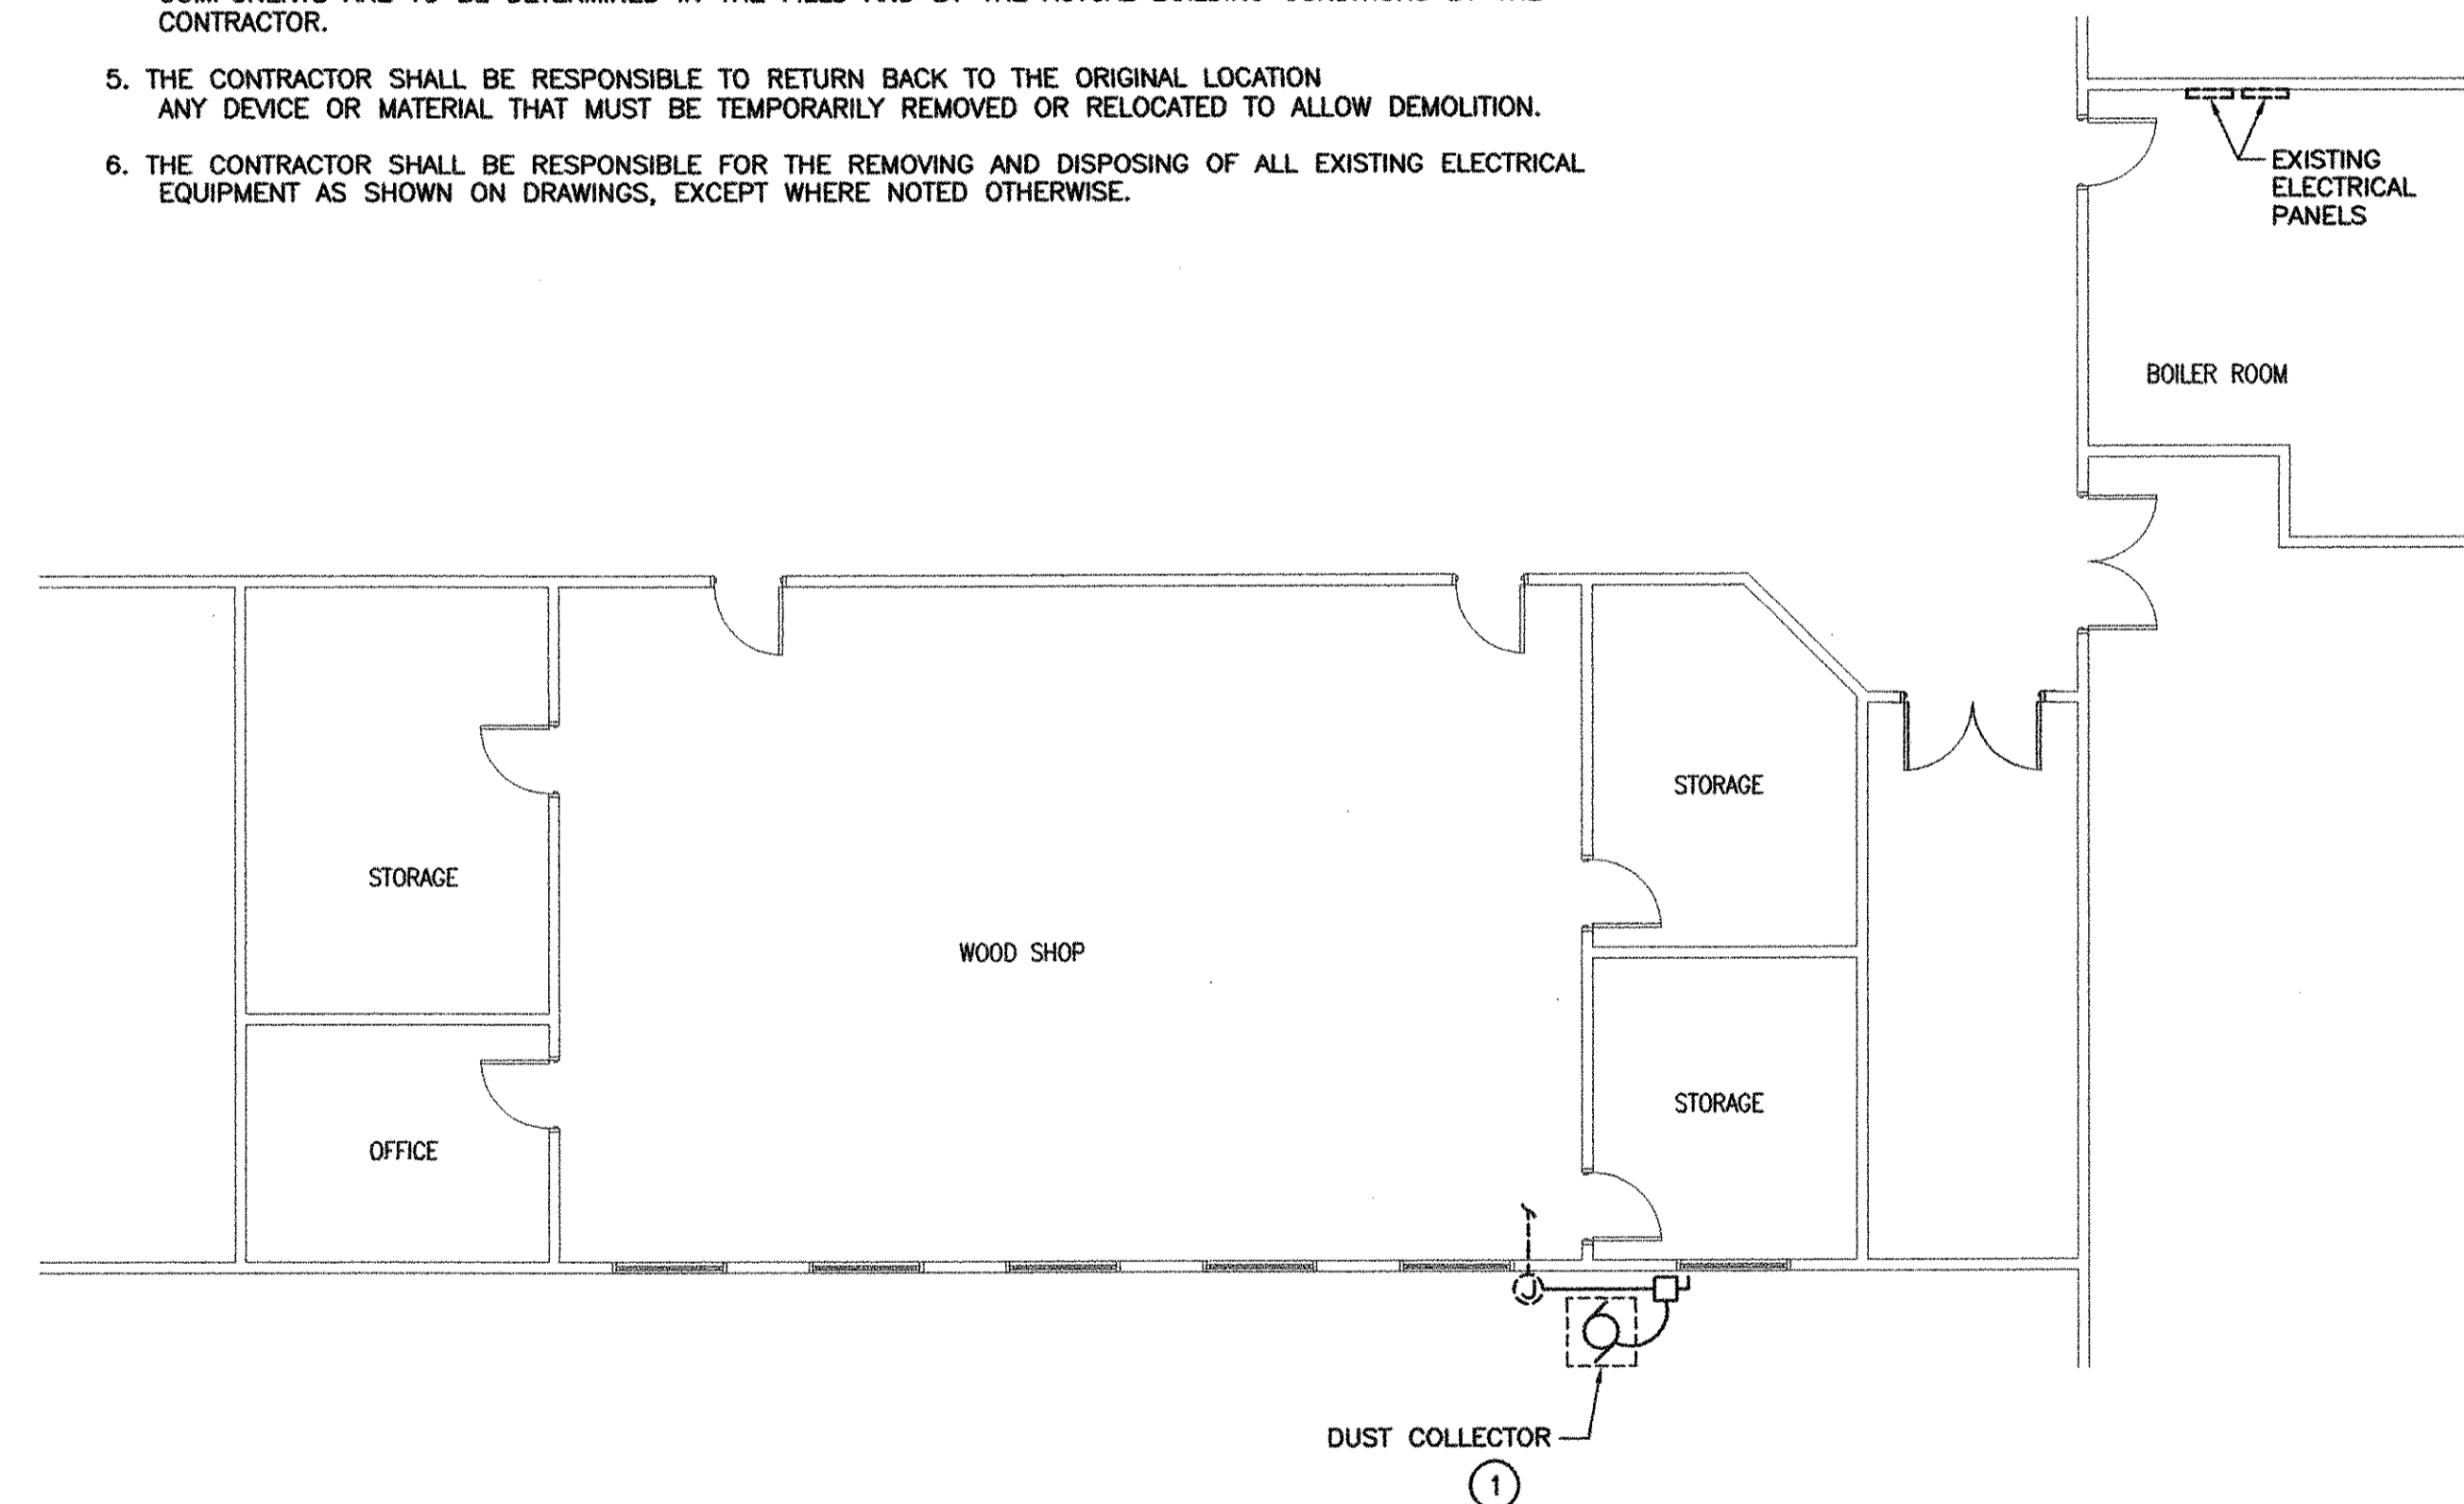 CONTRACTOR.
5. THE CONTRACTOR SHALL BE RESPONSIBLE TO RETURN BACK TO THE ORIGINAL LOCATION
ANY DEVICE OR MATERIAL THAT MUST BE TEMPORARILY REMOVED OR RELOCATED TO ALLOW DEMOLITION.
6. THE CONTRACTOR SHALL BE RESPONSIBLE FOR THE REMOVING AND DISPOSING OF ALL EXISTING ELECTRICAL
EQUIPMENT AS SHOWN ON DRAWINGS, EXCEPT WHERE NOTED OTHERWISE.
EXISTING
ELECTRICAL
PANELS
BOILER ROOM
STORAGE
STORAGE
WOOD SHOP
STORAGE
OFFICE
J
DUST COLLECTOR
1